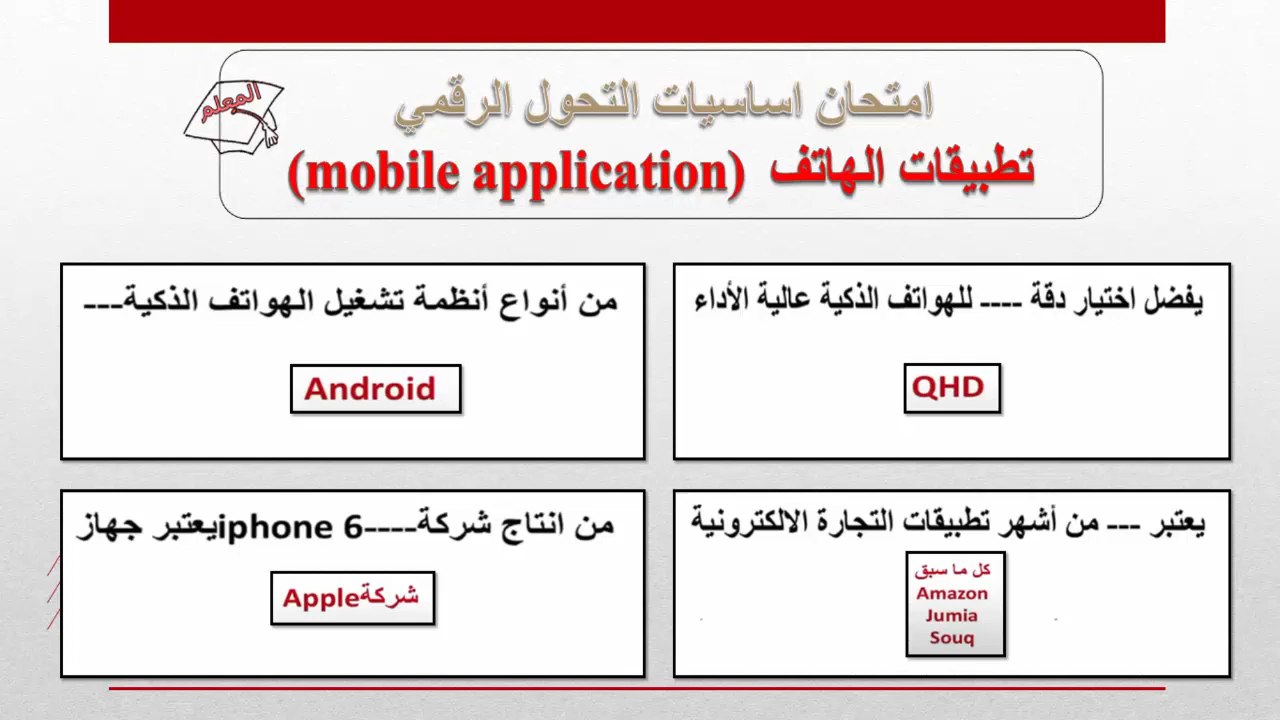 المعلم
امتحان اساسيات التحول الرقمي
تطبيقات الهاتف (mobile application)
يفضل اختيار دقة ---- للهواتف الذكية عالية الأداء
QHD
من أنواع أنظمة تشغيل الهواتف الذكية---
Android
يعتبر --- من أشهر تطبيقات التجارة الالكترونية
كل ما سبق
Amazon
Jumia
Souq
من انتاج شركة----iphone 6يعتبر جهاز
شركةApple